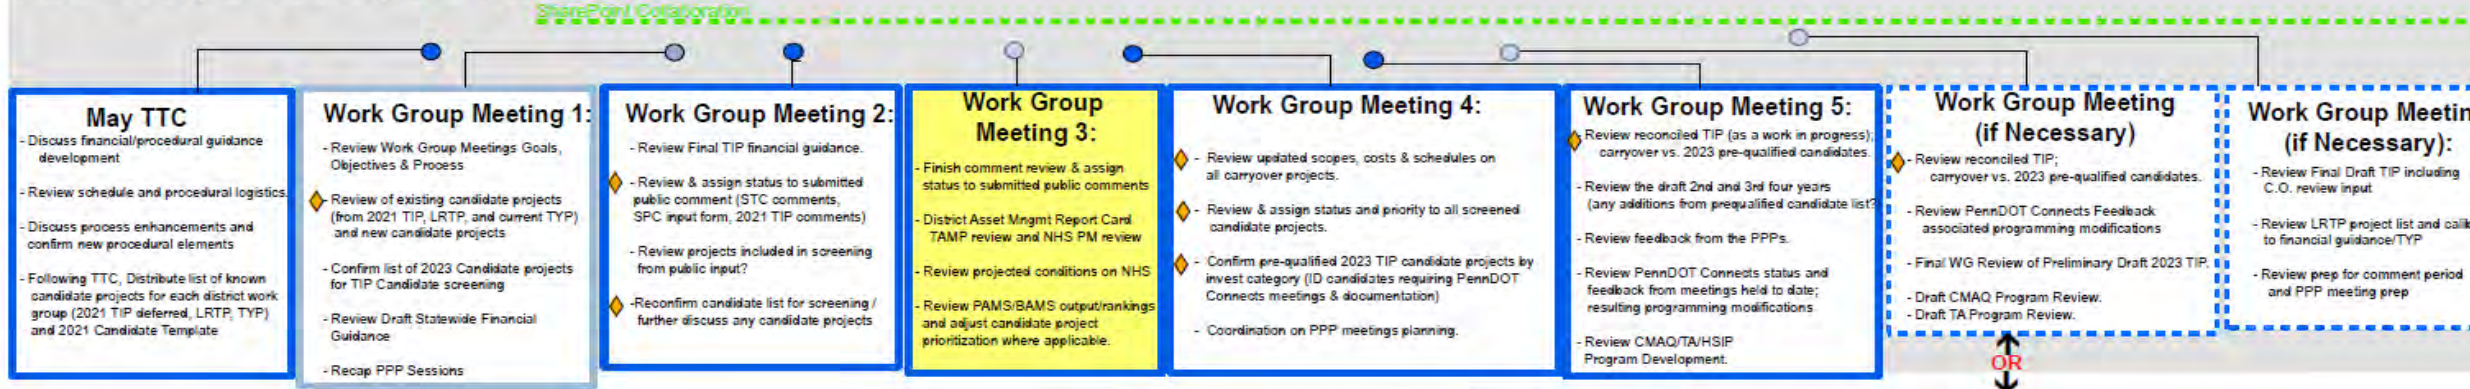 SharePoint Collaboration
May TTC
- Discuss financial/procedural guidance
development
- Review schedule and procedural logistics.
- Discuss process enhancements and
confirm new procedural elements
- Following TTC, Distribute list of known
candidate projects for each district work
group (2021 TIP deferred, LRTP, TYP)
and 2021 Candidate Template
Work Group Meeting 1:
- Review Work Group Meetings Goals,
Objectives & Process
- Review of existing candidate projects
(from 2021 TIP, LRTP, and current TYP)
and new candidate projects
- Confirm list of 2023 Candidate projects
for TIP Candidate screening
- Review Draft Statewide Financial
Guidance
- Recap PPP Sessions
Work Group Meeting 2:
- Review Final TIP financial guidance.
- Review & assign status to submitted
public comment (STC comments,
SPC input form, 2021 TIP comments)
- Review projects included in screening
from public input?
-Reconfirm candidate list for screening /
further discuss any candidate projects
Work Group
Meeting 3:
- Finish comment review & assign
status to submitted public comments
- District Asset Mngmt Report Card
TAMP review and NHS PM review
- Review projected conditions on NHS
- Review PAMS/BAMS output/rankings
and adjust candidate project
prioritization where applicable.
Work Group Meeting 4:
- Review updated scopes, costs & schedules on
all carryover projects.
- Review & assign status and priority to all screened
candidate projects.
- Confirm pre-qualified 2023 TIP candidate projects by
invest category (ID candidates requiring PennDOT
Connects meetings & documentation)
- Coordination on PPP meetings planning.
Work Group Meeting 5:
- Review reconciled TIP (as a work in progress);
carryover vs. 2023 pre-qualified candidates.
- Review the draft 2nd and 3rd four years
(any additions from prequalified candidate list?
- Review feedback from the PPPs.
- Review PennDOT Connects status and
feedback from meetings held to date;
resulting programming modifications
- Review CMAQ/TA/HSIP
Program Development.
Work Group Meeting
(if Necessary)
- Review reconciled TIP;
carryover vs. 2023 pre-qualified candidates.
- Review PennDOT Connects Feedback
associated programming modifications
- Final WG Review of Preliminary Draft 2023 TIP.
- Draft CMAQ Program Review.
- Draft TA Program Review.
OR
Work Group Meetin
(if Necessary):
- Review Final Draft TIP including
C.O. review input
- Review LRTP project list and
to financial guidance/TYP
- Review prep for comment period
and PPP meeting prep